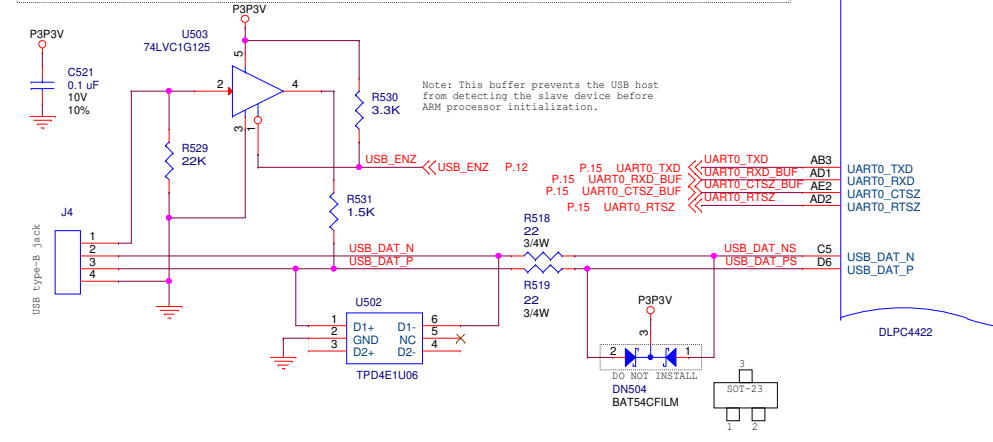 P3P3V
U503
74LVC1G125
P3P3V
C521
0.1 uF
10V
10%
5
2
4
3
1
R530
3.3K
Note: This buffer prevents the USB host
from detecting the slave device before
ARM processor initialization.
R529
22K
USB_ENZ
USB_ENZ P.12
P.15 UART0_TXD UART0_TXD AB3 UART0_TXD
P.15 UART0_RXD_BUF UART0_RXD_BUF AD1 UART0_RXD
P.15 UART0_CTSZ_BUF UART0_CTSZ_BUF AE2 UART0_CTSZ
P.15 UART0_RTSZ UART0_RTSZ AD2 UART0_RTSZ
R531
1.5K
J4
USB type-B jack
1
2
3
4
R518
22
3/4W
USB_DAT_N
USB_DAT_P
USB_DAT_NS C5 USB_DAT_N
USB_DAT_PS D6 USB_DAT_P
R519
22
3/4W
U502
1 D1+ D1- 6
2 GND NC 5
3 D2+ D2- 4
TPD4E1U06
P3P3V
3
2 1
DO NOT INSTALL
DN504
BAT54CFILM
3
SOT-23
1 2
DLPC4422